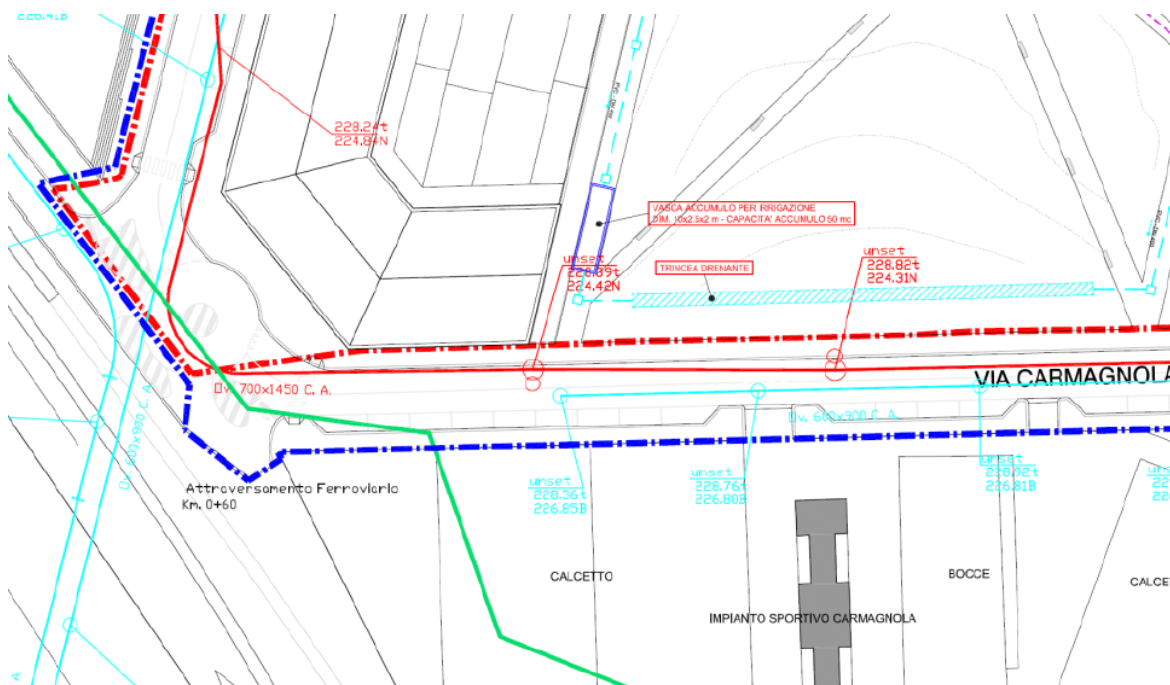 226.41B
228.24t
224.84N
VASCA ACCUMULO PER IRRIGAZIONE
DIM. 10x2.5x2 m - CAPACITA' ACCUMULO 50 mc
TRINCEA DRENANTE
unset
228.89t
224.42N
unset
228.82t
224.31N
Ov. 700x1450 C. A.
VIA CARMAGNOLA
Ov. 600x900 C. A.
Ov. 600x900 C. A.
Attraversamento Ferroviario
Km. 0+60
unset
228.36t
226.85B
unset
228.76t
226.80B
unset
228.92t
226.81B
CALCETTO
BOCCE
IMPIANTO SPORTIVO CARMAGNOLA
A